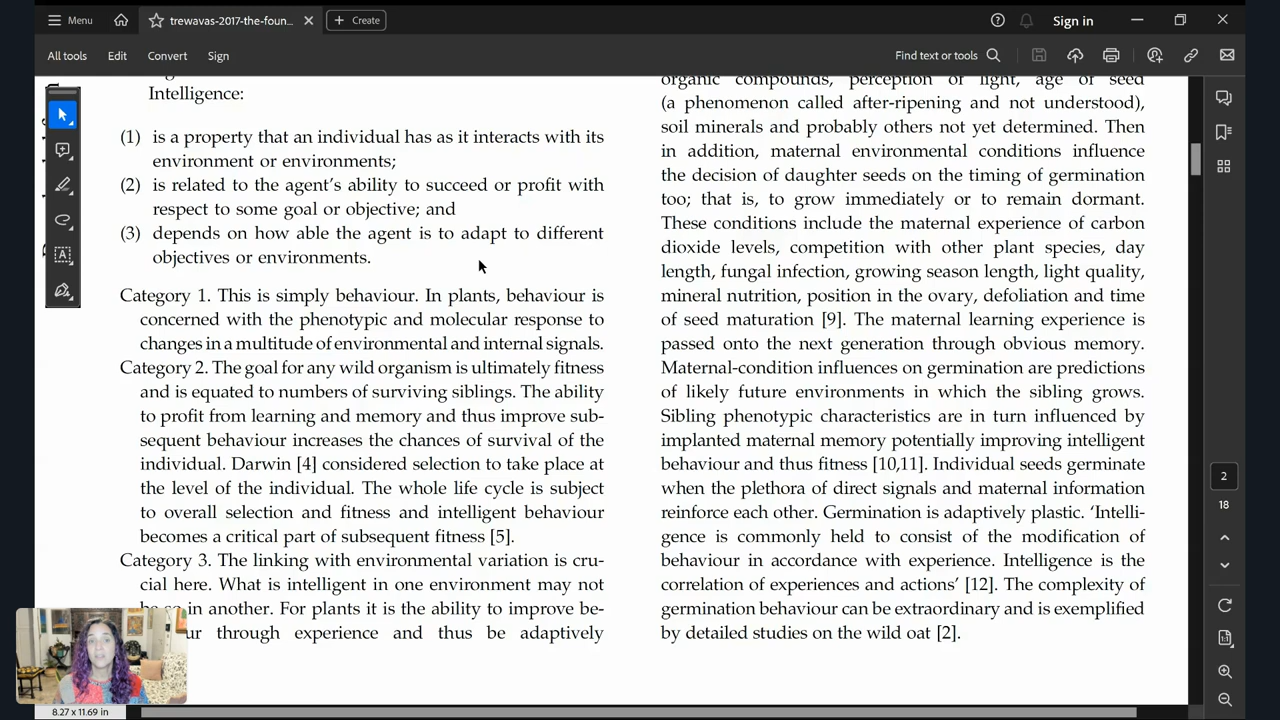 Menu
trewavas-2017-the-foun...
Create
Sign in
All tools
Edit
Convert
Sign
Find text or tools
Intelligence:
(1) is a property that an individual has as it interacts with its
environment or environments;
(2) is related to the agent's ability to succeed or profit with
respect to some goal or objective; and
(3) depends on how able the agent is to adapt to different
objectives or environments.
Category 1. This is simply behaviour. In plants, behaviour is
concerned with the phenotypic and molecular response to
changes in a multitude of environmental and internal signals.
Category 2. The goal for any wild organism is ultimately fitness
and is equated to numbers of surviving siblings. The ability
to profit from learning and memory and thus improve sub-
sequent behaviour increases the chances of survival of the
individual. Darwin [4] considered selection to take place at
the level of the individual. The whole life cycle is subject
to overall selection and fitness and intelligent behaviour
becomes a critical part of subsequent fitness [5].
Category 3. The linking with environmental variation is cru-
cial here. What is intelligent in one environment may not
be so in another. For plants it is the ability to improve be-
ur through experience and thus be adaptively
organic compounds, perception of light, age of seed
(a phenomenon called after-ripening and not understood),
soil minerals and probably others not yet determined. Then
in addition, maternal environmental conditions influence
the decision of daughter seeds on the timing of germination
too; that is, to grow immediately or to remain dormant.
These conditions include the maternal experience of carbon
dioxide levels, competition with other plant species, day
length, fungal infection, growing season length, light quality,
mineral nutrition, position in the ovary, defoliation and time
of seed maturation [9]. The maternal learning experience is
passed onto the next generation through obvious memory.
Maternal-condition influences on germination are predictions
of likely future environments in which the sibling grows.
Sibling phenotypic characteristics are in turn influenced by
implanted maternal memory potentially improving intelligent
behaviour and thus fitness [10,11]. Individual seeds germinate
when the plethora of direct signals and maternal information
reinforce each other. Germination is adaptively plastic. 'Intelli-
gence is commonly held to consist of the modification of
behaviour in accordance with experience. Intelligence is the
correlation of experiences and actions' [12]. The complexity of
germination behaviour can be extraordinary and is exemplified
by detailed studies on the wild oat [2].
2
18
8.27 x 11.69 in